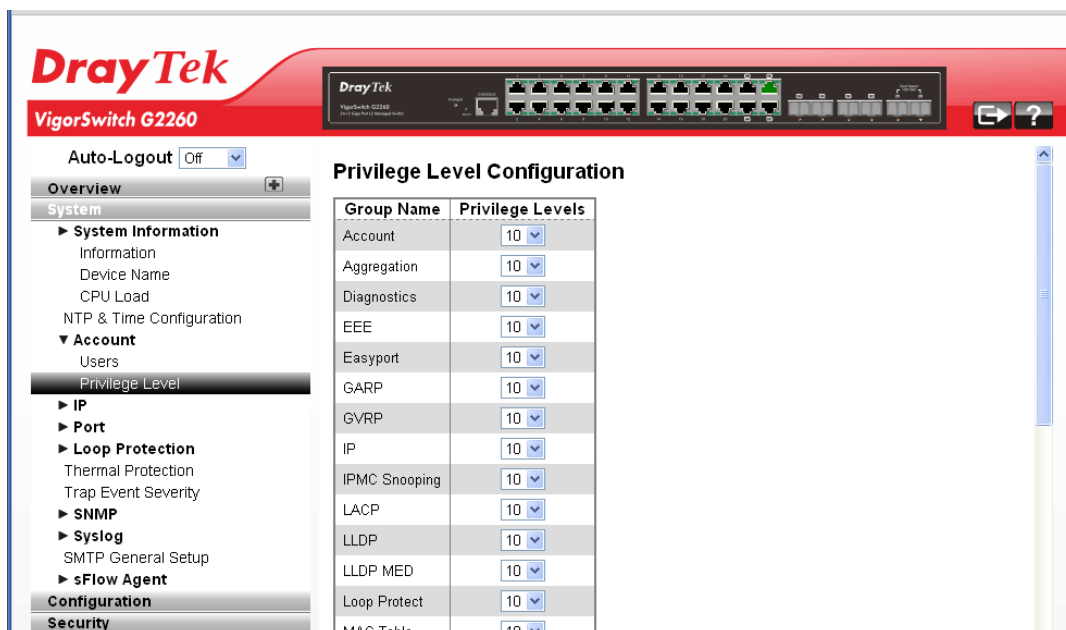 DrayTek
VigorSwitch G2260
DrayTek
VigorSwitch G2260
Auto-Logout Off
Overview
System
System Information
Information
Device Name
CPU Load
NTP & Time Configuration
Account
Users
Privilege Level
IP
Port
Loop Protection
Thermal Protection
Trap Event Severity
SNMP
Syslog
SMTP General Setup
sFlow Agent
Configuration
Security
Privilege Level Configuration
Group Name Privilege Levels
Account 10
Aggregation 10
Diagnostics 10
EEE 10
Easyport 10
GARP 10
GVRP 10
IP 10
IPMC Snooping 10
LACP 10
LLDP 10
LLDP MED 10
Loop Protect 10
MAC Table 10